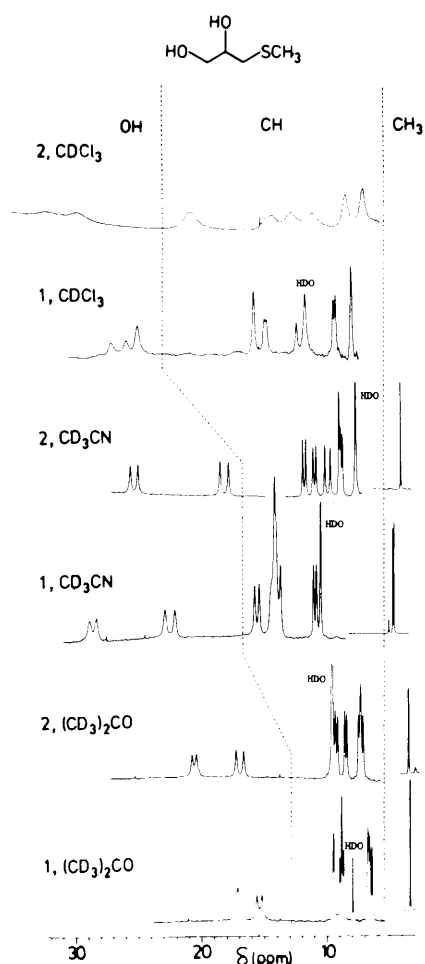 HO
HO
SCH₃
OH CH CH₃
2, CDCl₃
1, CDCl₃
HDO
2, CD₃CN
HDO
1, CD₃CN
HDO
2, (CD₃)₂CO
HDO
1, (CD₃)₂CO
HDO
30 20 10
δ (ppm)